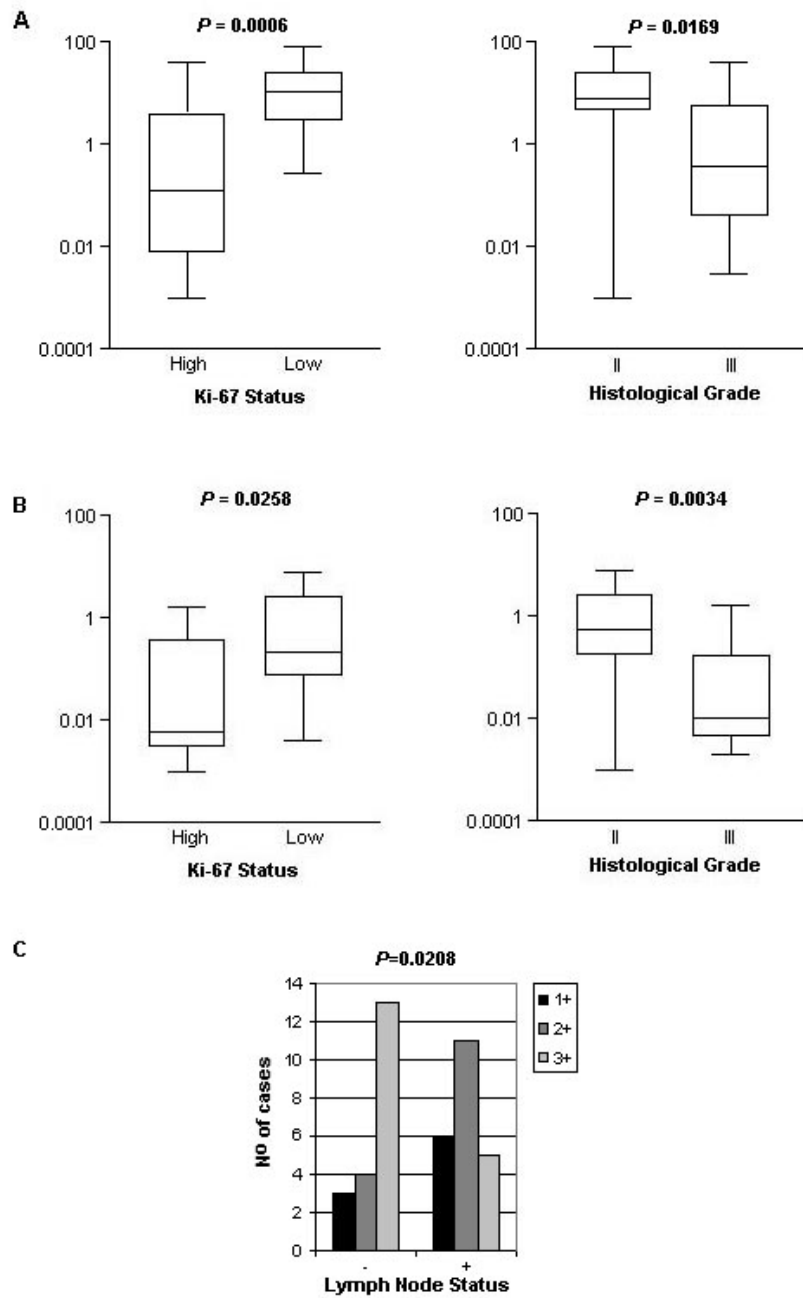 A
P = 0.0006
P = 0.0169
100
1
0.01
0.0001
High Low
Ki-67 Status
100
1
0.01
0.0001
II III
Histological Grade
B
P = 0.0258
P = 0.0034
100
1
0.01
0.0001
High Low
Ki-67 Status
100
1
0.01
0.0001
II III
Histological Grade
C
P=0.0208
14
12
10
8
6
4
2
0
Nº of cases
- +
Lymph Node Status
1+
2+
3+